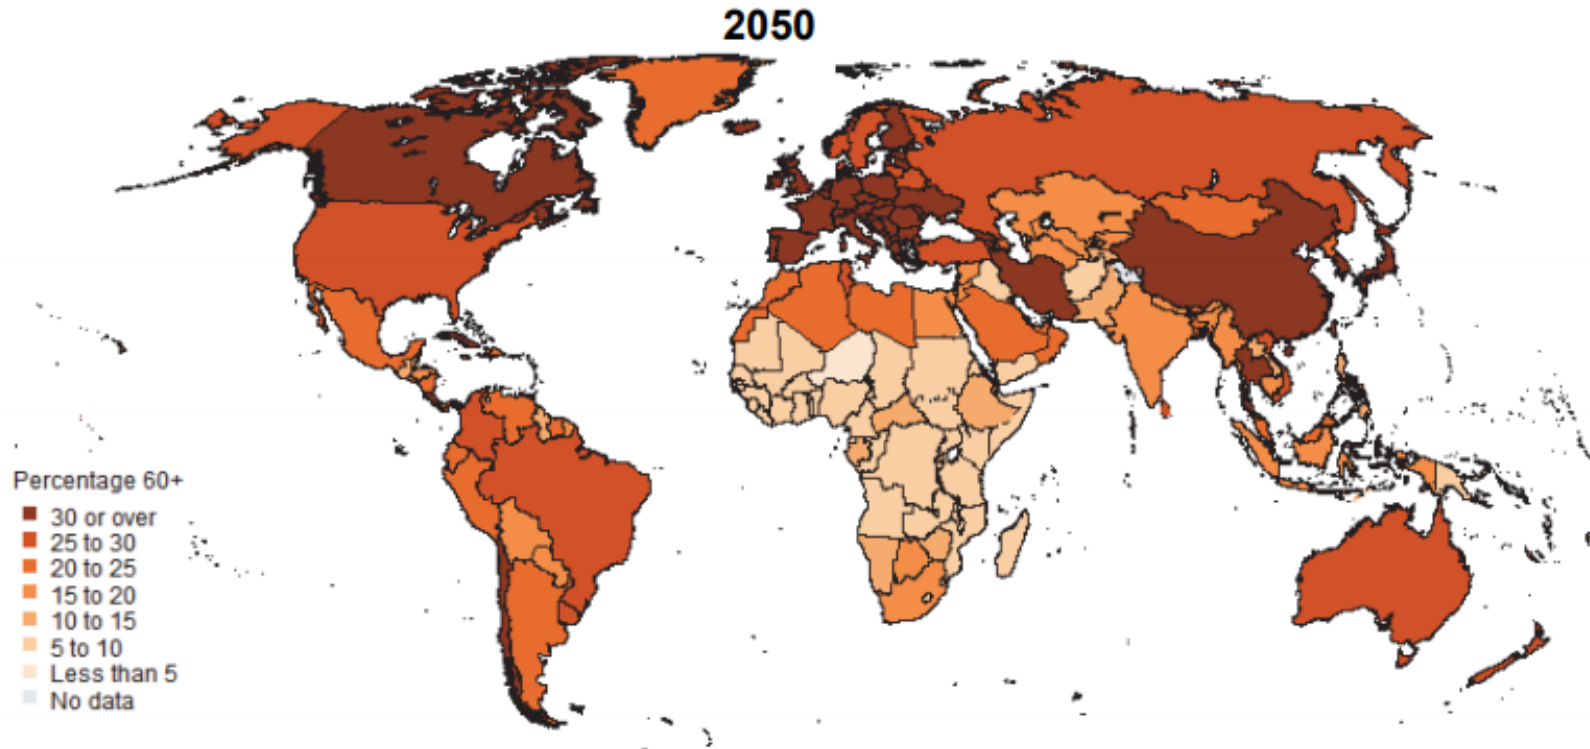 2050
Percentage 60+
30 or over
25 to 30
20 to 25
15 to 20
10 to 15
5 to 10
Less than 5
No data